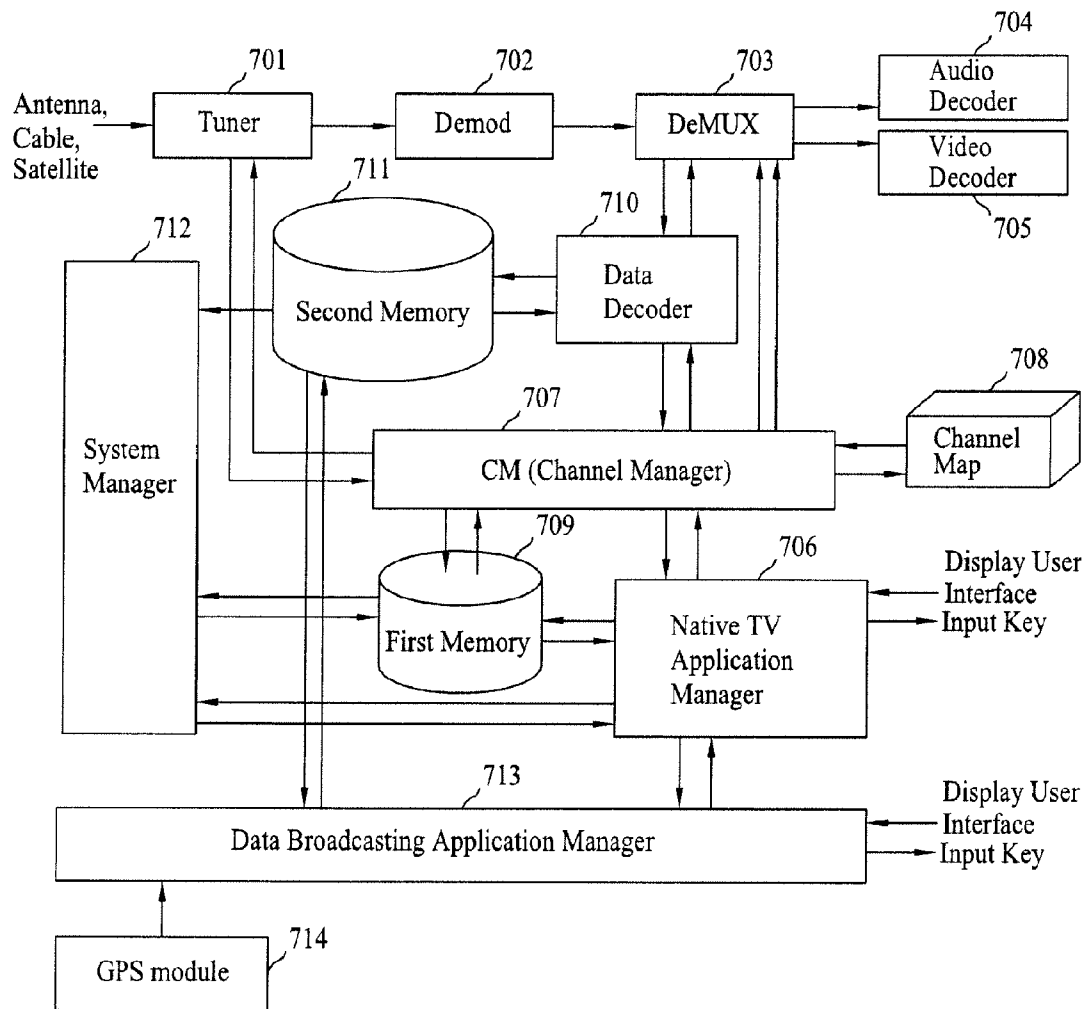 701
Tuner
702
Demod
703
DeMUX
704
Audio
Decoder
Antenna,
Cable,
Satellite
Video
Decoder
705
711
Second Memory
710
Data
Decoder
712
System
Manager
707
CM (Channel Manager)
708
Channel
Map
709
First Memory
706
Native TV
Application
Manager
Display User
Interface
Input Key
713
Data Broadcasting Application Manager
Display User
Interface
Input Key
714
GPS module